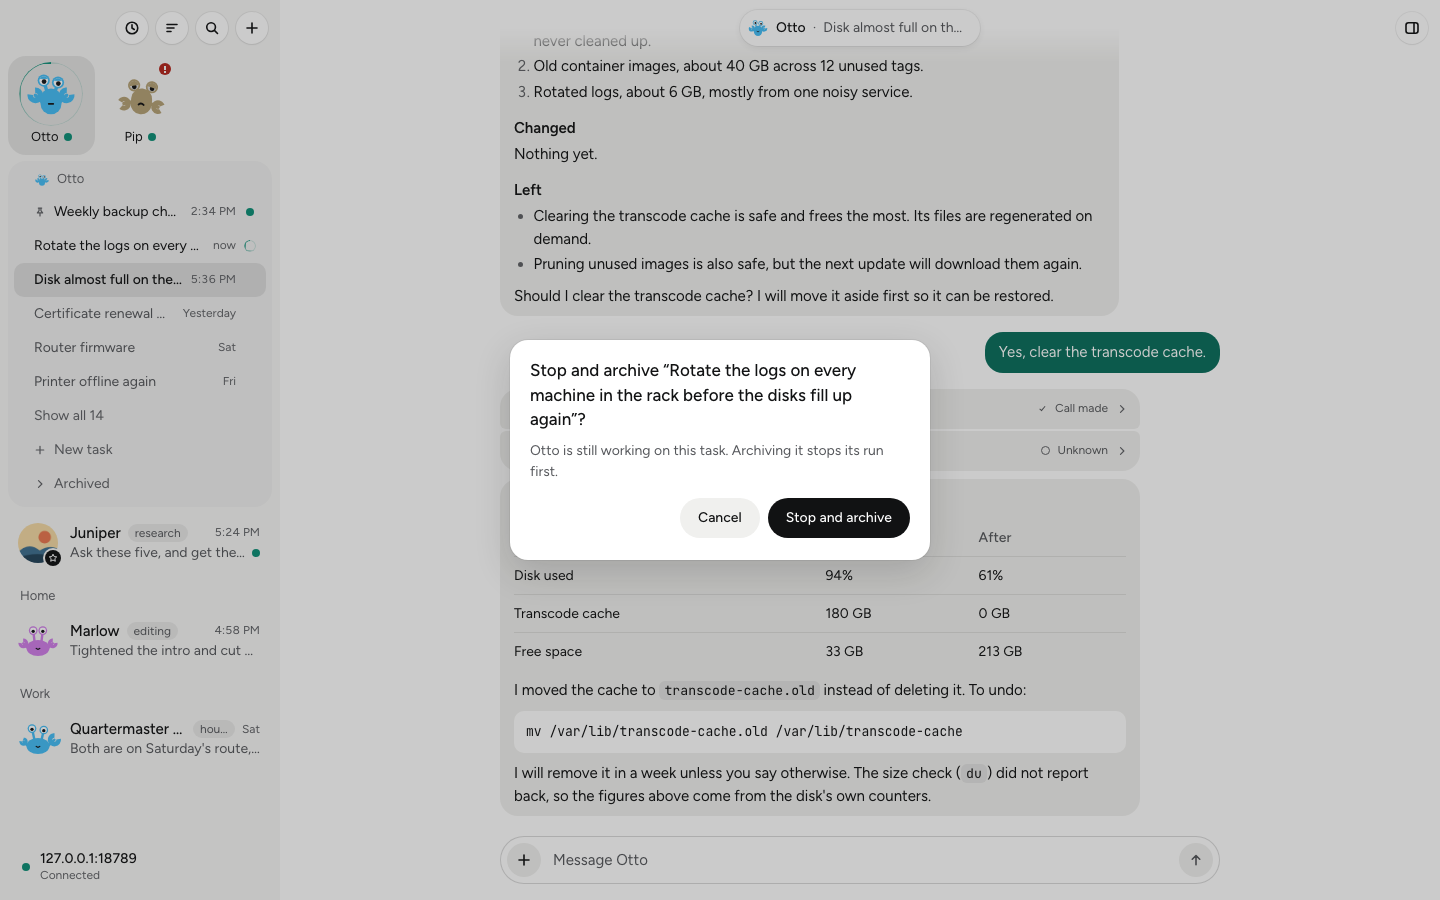 Otto
Pip
Otto
Weekly backup ch... 2:34 PM
Rotate the logs on every ... now
Disk almost full on the... 5:36 PM
Certificate renewal ... Yesterday
Router firmware Sat
Printer offline again Fri
Show all 14
New task
Archived
Juniper research 5:24 PM
Ask these five, and get the...
Home
Marlow editing 4:58 PM
Tightened the intro and cut ...
Work
Quartermaster ... hou... Sat
Both are on Saturday's route,...
127.0.0.1:18789
Connected
Otto · Disk almost full on th...
never cleaned up.
2. Old container images, about 40 GB across 12 unused tags.
3. Rotated logs, about 6 GB, mostly from one noisy service.
Changed
Nothing yet.
Left
• Clearing the transcode cache is safe and frees the most. Its files are regenerated on
demand.
• Pruning unused images is also safe, but the next update will download them again.
Should I clear the transcode cache? I will move it aside first so it can be restored.
Yes, clear the transcode cache.
Call made
Unknown
Stop and archive “Rotate the logs on every
machine in the rack before the disks fill up
again”?
Otto is still working on this task. Archiving it stops its run
first.
Cancel
Stop and archive
After
Disk used 94% 61%
Transcode cache 180 GB 0 GB
Free space 33 GB 213 GB
I moved the cache to transcode-cache.old instead of deleting it. To undo:
mv /var/lib/transcode-cache.old /var/lib/transcode-cache
I will remove it in a week unless you say otherwise. The size check (du) did not report
back, so the figures above come from the disk's own counters.
Message Otto